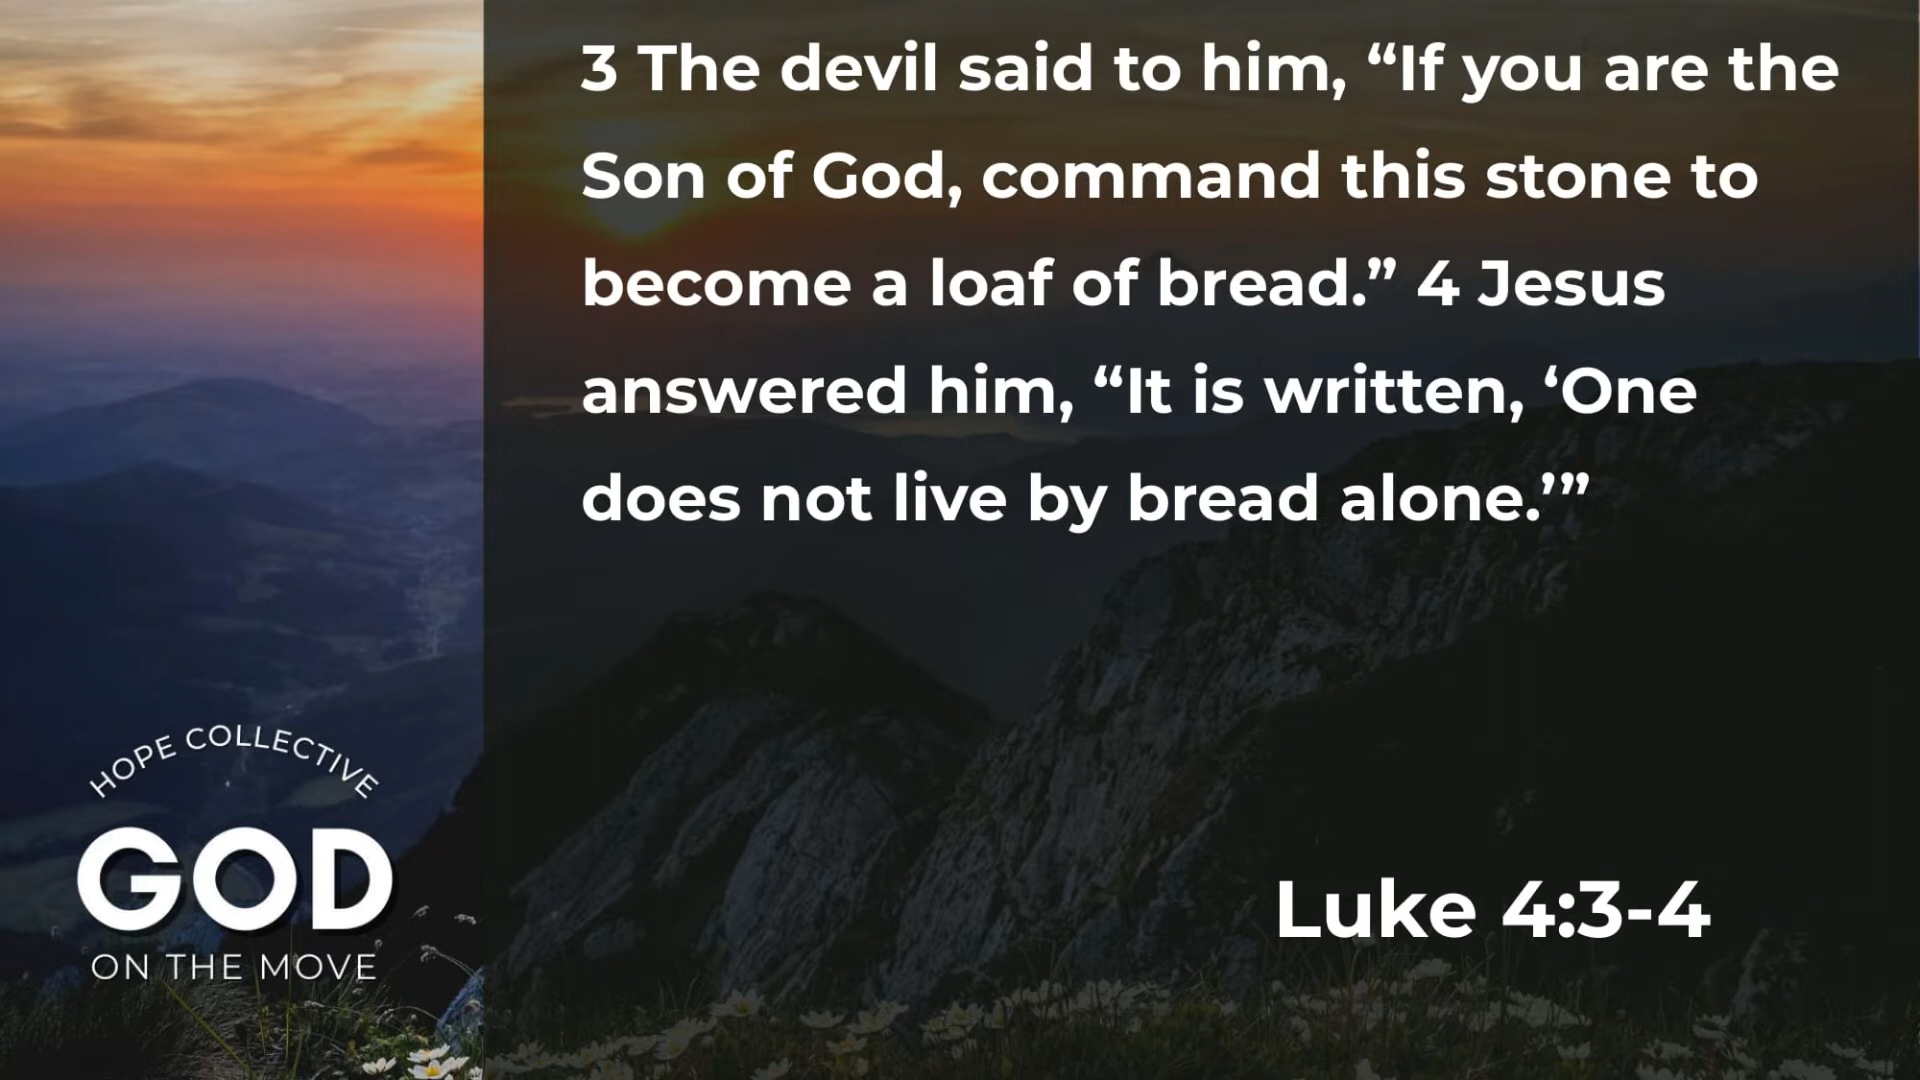 3 The devil said to him, “If you are the
Son of God, command this stone to
become a loaf of bread.” 4 Jesus
answered him, “It is written, ‘One
does not live by bread alone.’”
Luke 4:3-4
HOPE COLLECTIVE
GOD
ON THE MOVE